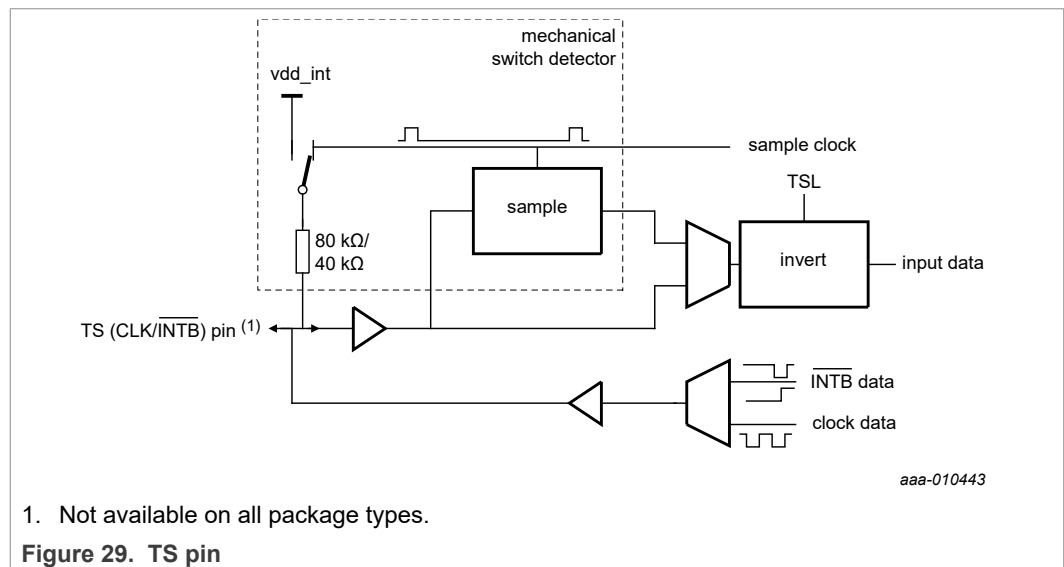 mechanical
switch detector
vdd_int
sample clock
TSL
sample
80 kΩ/
40 kΩ
invert
input data
TS (CLK/INTB) pin (1)
INTB data
clock data
aaa-010443
1. Not available on all package types.
Figure 29. TS pin